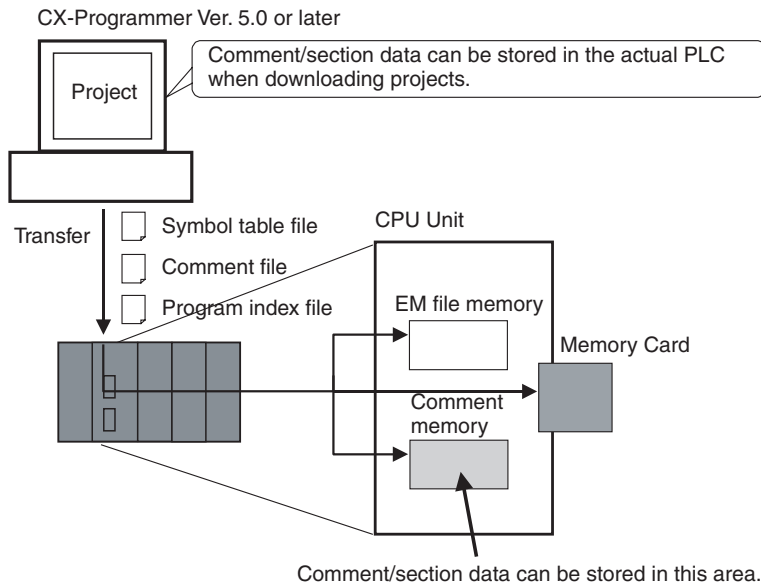 CX-Programmer Ver. 5.0 or later
Comment/section data can be stored in the actual PLC
when downloading projects.
Project
Transfer
Symbol table file
Comment file
Program index file
CPU Unit
EM file memory
Memory Card
Comment
memory
Comment/section data can be stored in this area.